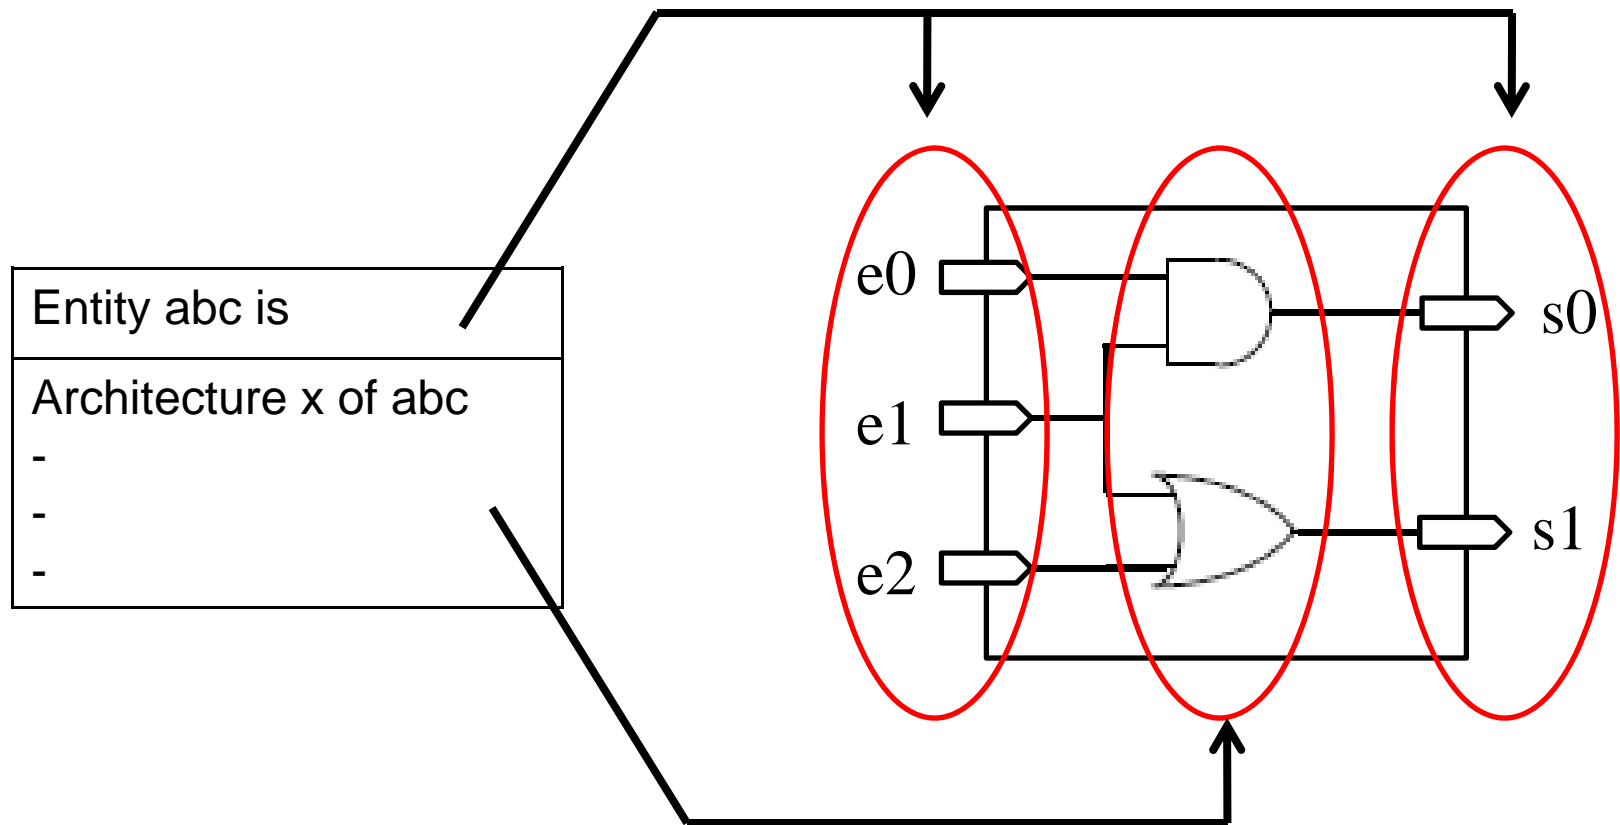 Entity abc is
Architecture x of abc
-
-
-
e0
e1
e2
s0
s1